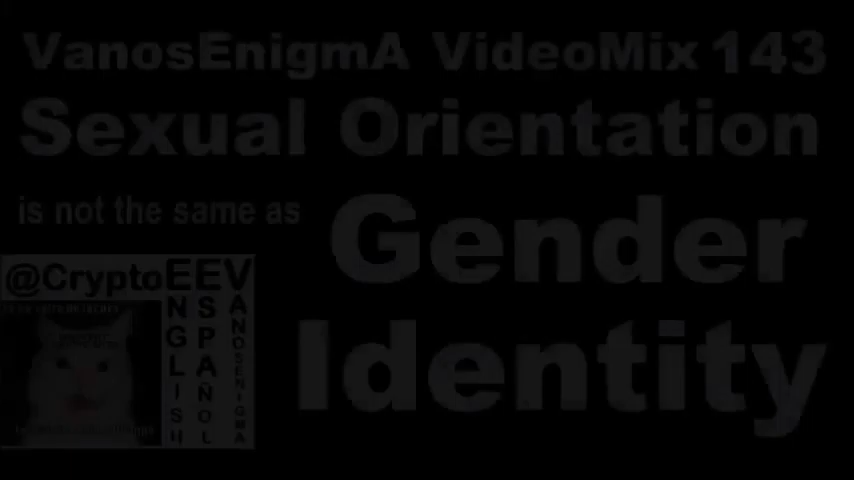 VanosEnigmA VideoMix 143
Sexual Orientation
is not the same as
Gender
Identity
@CryptoEEV
ENGLISH
ESPAÑOL
VANOSENIGMA